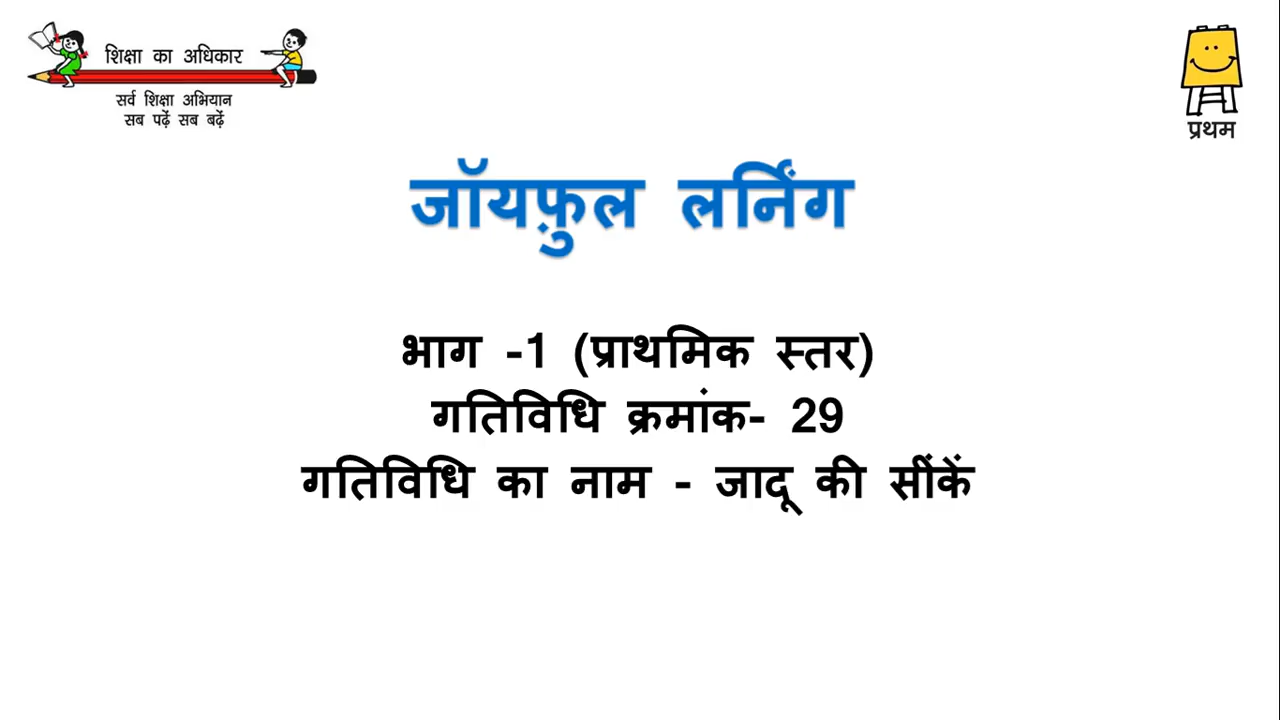 शिक्षा का अधिकार
सर्व शिक्षा अभियान
सब पढ़ें सब बढ़ें
प्रथम
जॉयफ़ुल लर्निंग
भाग -1 (प्राथमिक स्तर)
गतिविधि क्रमांक- 29
गतिविधि का नाम - जादू की सींकें